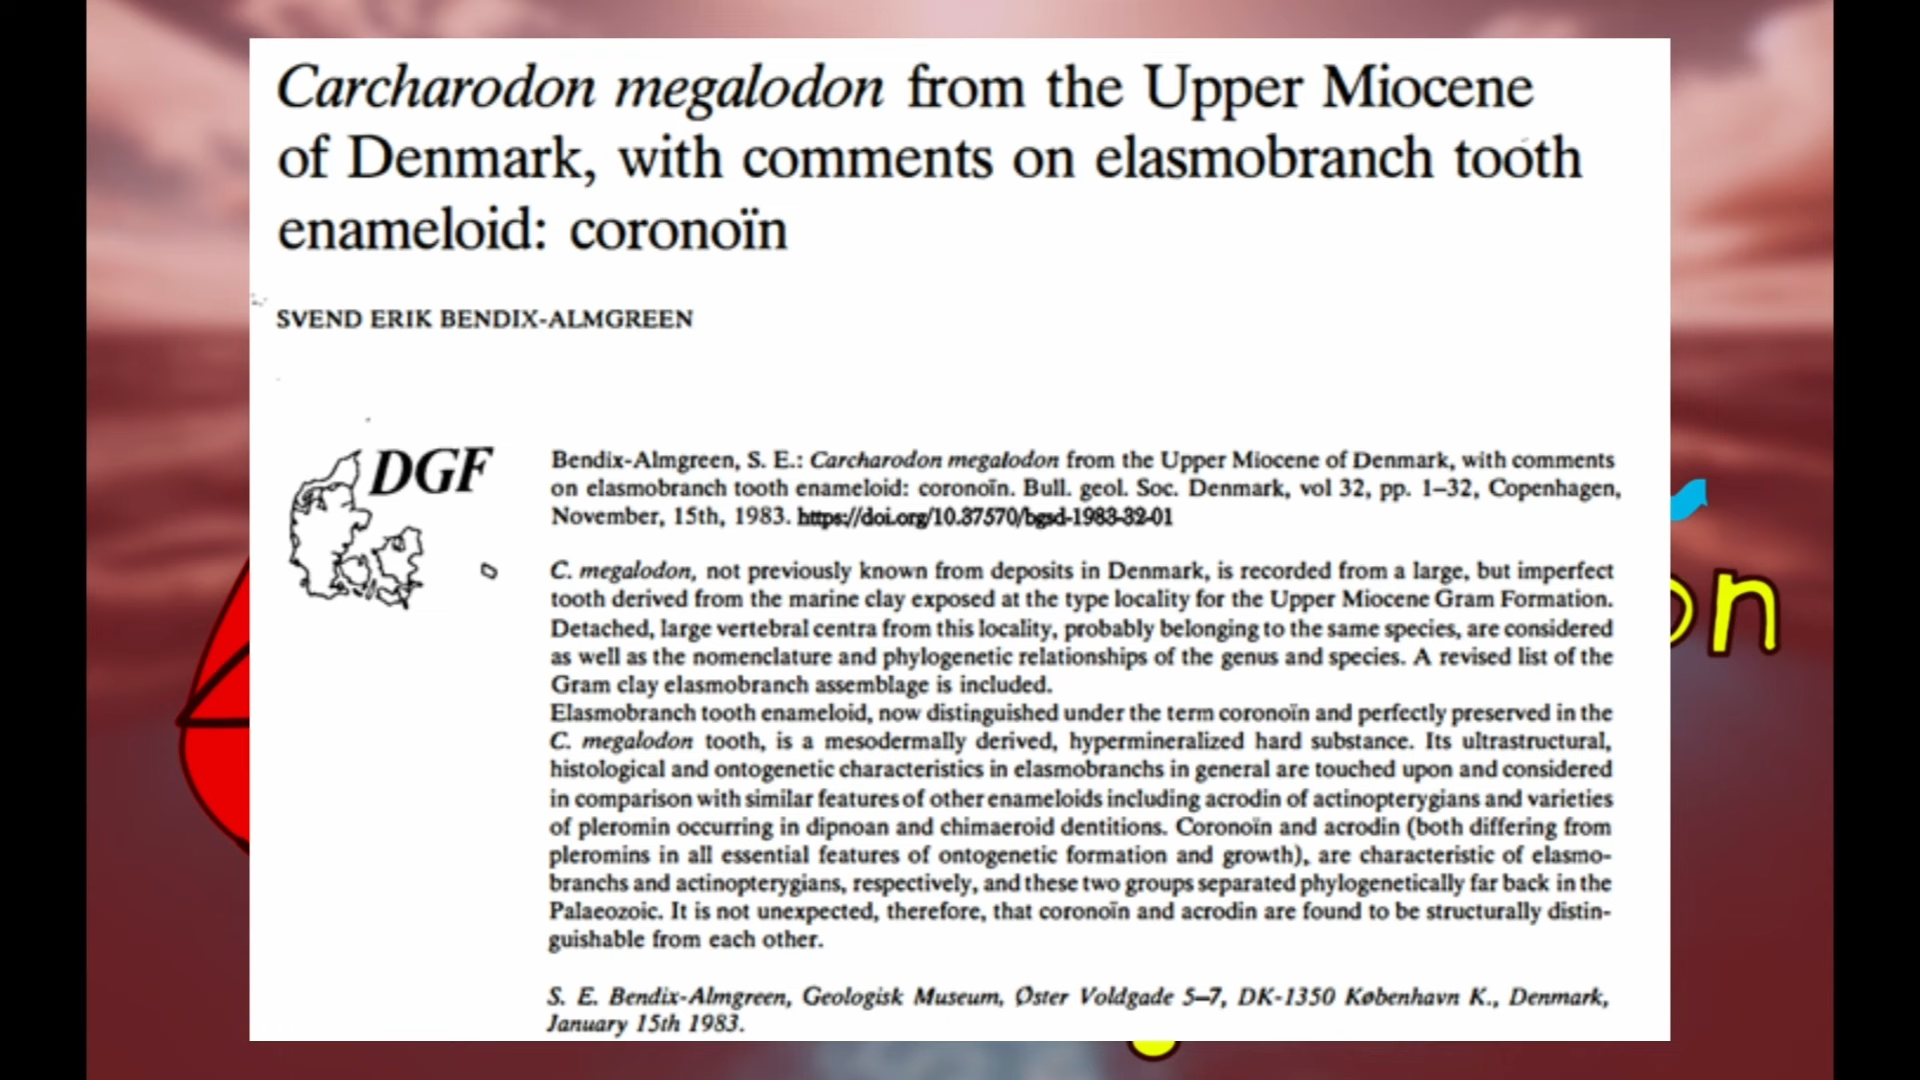 Carcharodon megalodon from the Upper Miocene
of Denmark, with comments on elasmobranch tooth
enameloid: coronoïn
SVEND ERIK BENDIX-ALMGREEN
DGF
Bendix-Almgreen, S. E.: Carcharodon megalodon from the Upper Miocene of Denmark, with comments
on elasmobranch tooth enameloid: coronoïn. Bull. geol. Soc. Denmark, vol 32, pp. 1–32, Copenhagen,
November, 15th, 1983. https://doi.org/10.37570/bgsd-1983-32-01
C. megalodon, not previously known from deposits in Denmark, is recorded from a large, but imperfect
tooth derived from the marine clay exposed at the type locality for the Upper Miocene Gram Formation.
Detached, large vertebral centra from this locality, probably belonging to the same species, are considered
as well as the nomenclature and phylogenetic relationships of the genus and species. A revised list of the
Gram clay elasmobranch assemblage is included.
Elasmobranch tooth enameloid, now distinguished under the term coronoïn and perfectly preserved in the
C. megalodon tooth, is a mesodermally derived, hypermineralized hard substance. Its ultrastructural,
histological and ontogenetic characteristics in elasmobranchs in general are touched upon and considered
in comparison with similar features of other enameloids including acrodin of actinopterygians and varieties
of pleromin occurring in dipnoan and chimaeroid dentitions. Coronoïn and acrodin (both differing from
pleromins in all essential features of ontogenetic formation and growth), are characteristic of elasmo-
branchs and actinopterygians, respectively, and these two groups separated phylogenetically far back in the
Palaeozoic. It is not unexpected, therefore, that coronoïn and acrodin are found to be structurally distin-
guishable from each other.
S. E. Bendix-Almgreen, Geologisk Museum, Øster Voldgade 5–7, DK-1350 København K., Denmark,
January 15th 1983.